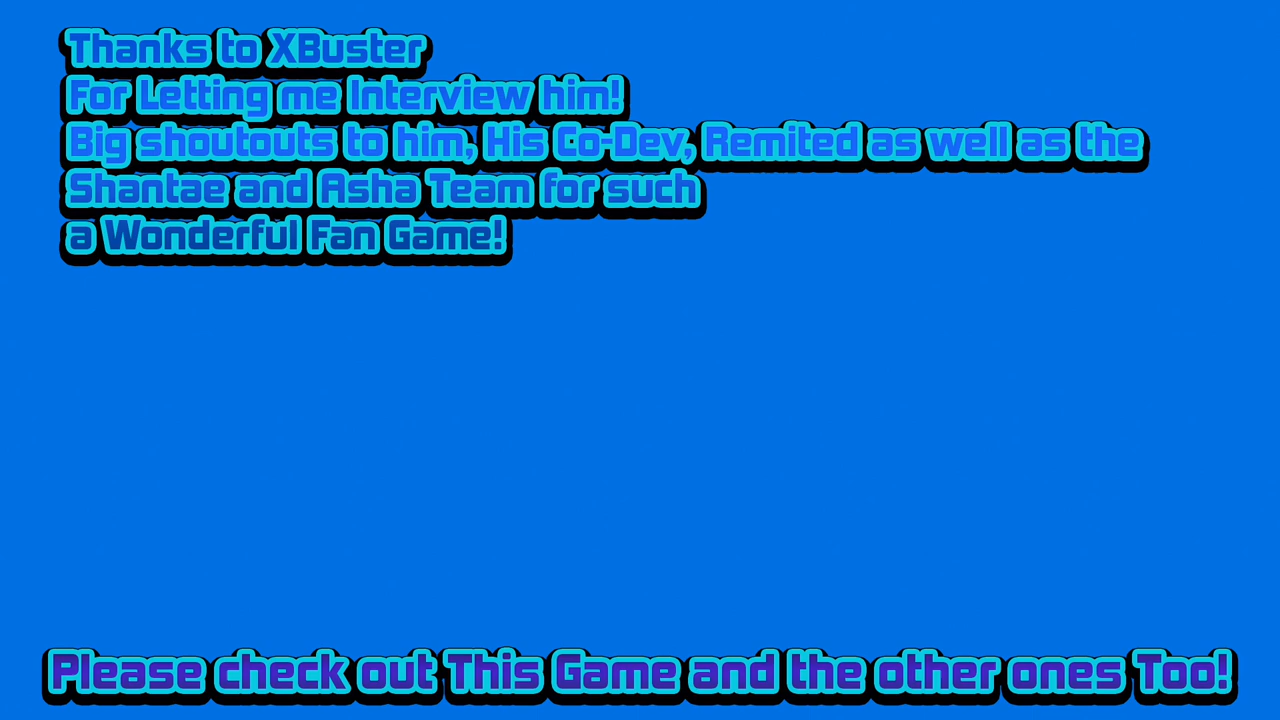 Thanks to XBuster
For Letting me Interview him!
Big shoutouts to him, His Co-Dev, Remited as well as the
Shantae and Asha Team for such
a Wonderful Fan Game!
Please check out This Game and the other ones Too!